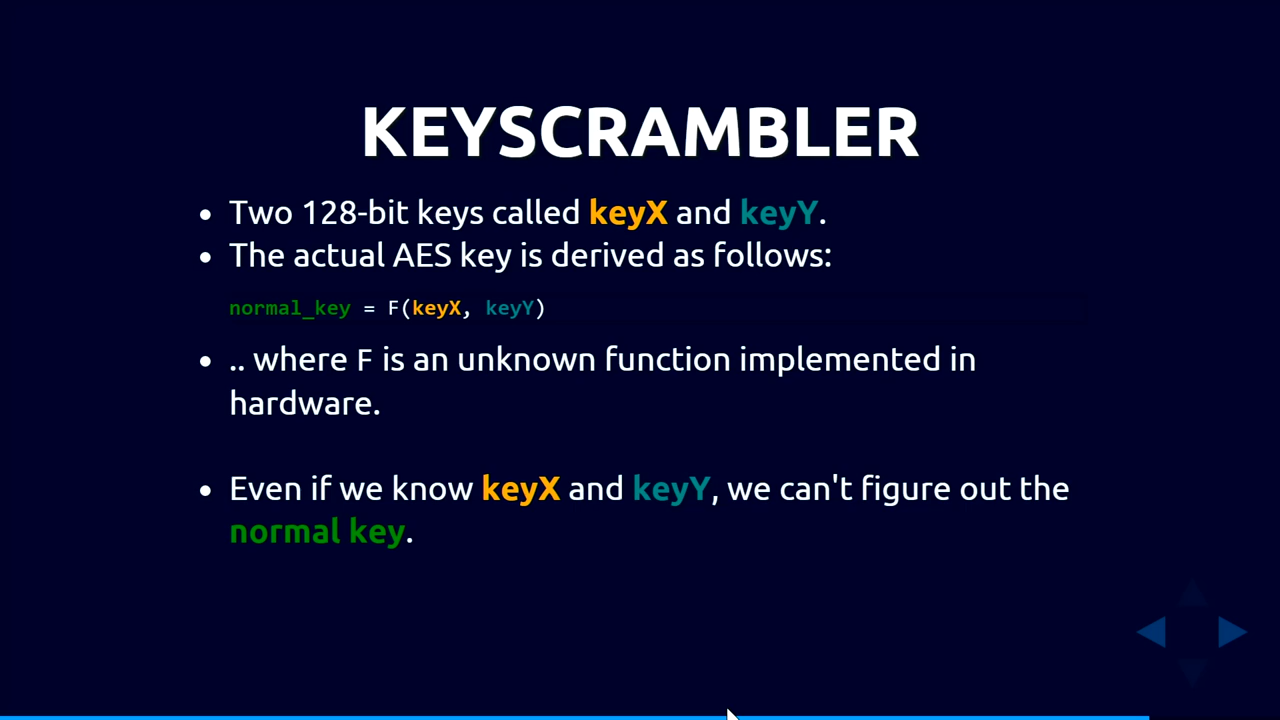 KEYSCRAMBLER
Two 128-bit keys called keyX and keyY.
The actual AES key is derived as follows:
normal_key = F(keyX, keyY)
.. where F is an unknown function implemented in
hardware.
Even if we know keyX and keyY, we can't figure out the
normal key.